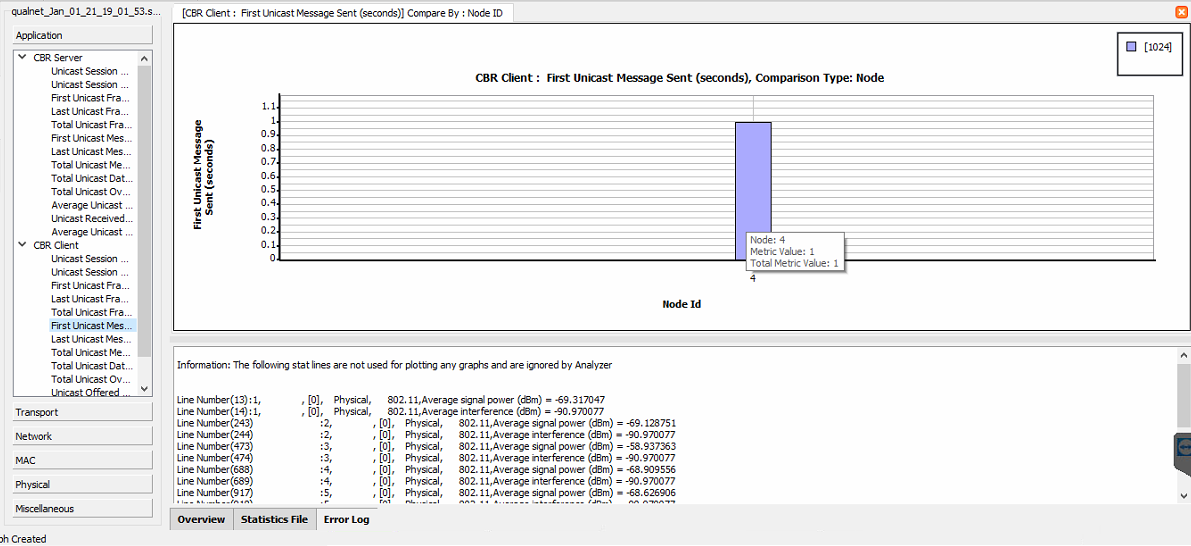 qualnet_Jan_01_21_19_01_53.s...
Application
CBR Server
Unicast Session ...
Unicast Session ...
First Unicast Fra...
Last Unicast Fra...
Total Unicast Fra...
First Unicast Mes...
Last Unicast Mes...
Total Unicast Me...
Total Unicast Dat...
Total Unicast Ov...
Average Unicast ...
Unicast Received...
Average Unicast ...
CBR Client
Unicast Session ...
Unicast Session ...
First Unicast Fra...
Last Unicast Fra...
Total Unicast Fra...
First Unicast Mes...
Last Unicast Mes...
Total Unicast Me...
Total Unicast Dat...
Total Unicast Ov...
Unicast Offered ...
Transport
Network
MAC
Physical
Miscellaneous
ph Created
[CBR Client : First Unicast Message Sent (seconds)] Compare By : Node ID
[1024]
CBR Client : First Unicast Message Sent (seconds), Comparison Type: Node
First Unicast Message
Sent (seconds)
1.1
1
0.9
0.8
0.7
0.6
0.5
0.4
0.3
0.2
0.1
0
Node: 4
Metric Value: 1
Total Metric Value: 1
4
Node Id
Information: The following stat lines are not used for plotting any graphs and are ignored by Analyzer
Line Number(13):1, , [0], Physical, 802.11,Average signal power (dBm) = -69.317047
Line Number(14):1, , [0], Physical, 802.11,Average interference (dBm) = -90.970077
Line Number(243) :2, , [0], Physical, 802.11,Average signal power (dBm) = -69.128751
Line Number(244) :2, , [0], Physical, 802.11,Average interference (dBm) = -90.970077
Line Number(473) :3, , [0], Physical, 802.11,Average signal power (dBm) = -58.937363
Line Number(474) :3, , [0], Physical, 802.11,Average interference (dBm) = -90.970077
Line Number(688) :4, , [0], Physical, 802.11,Average signal power (dBm) = -68.909556
Line Number(689) :4, , [0], Physical, 802.11,Average interference (dBm) = -90.970077
Line Number(917) :5, , [0], Physical, 802.11,Average signal power (dBm) = -68.626906
Overview Statistics File Error Log